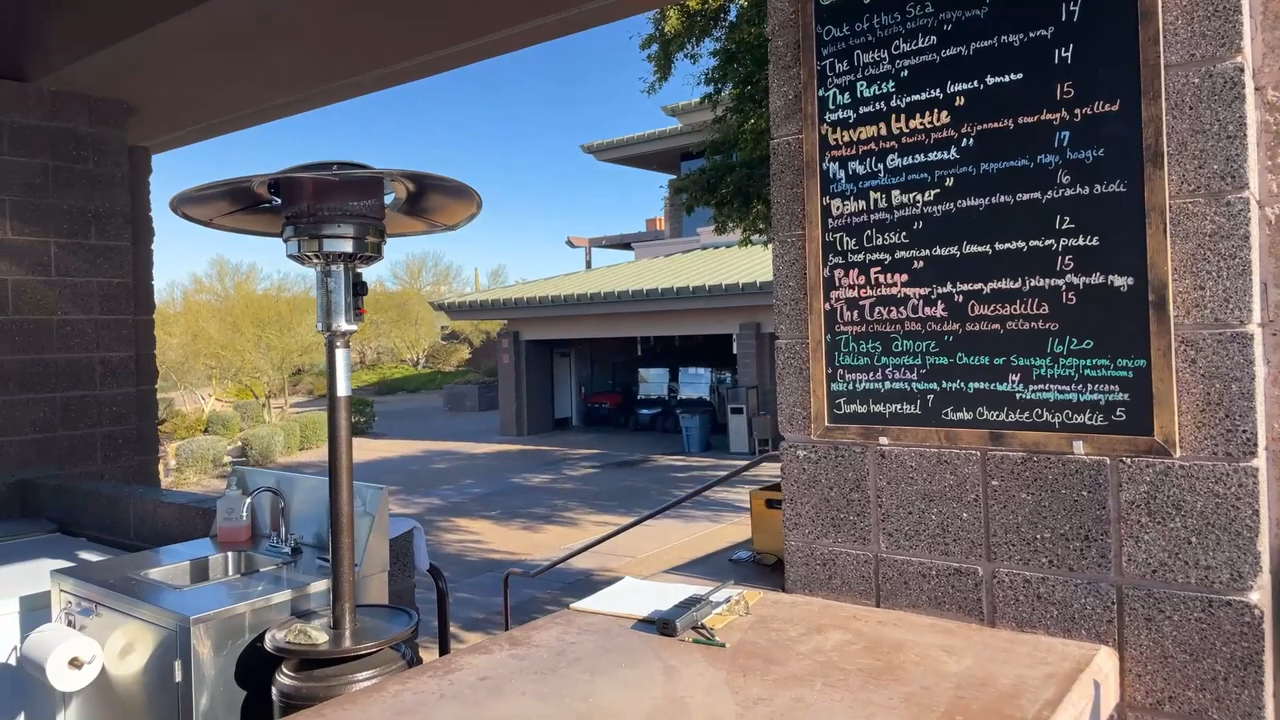 "Out of this Sea 14
White tuna, herbs, celery, Mayo, wrap
"The Nutty Chicken"
Chopped chicken, cranberries, celery, pecans, Mayo, wrap
14
"The Parist"
turkey, swiss, dijonnaise, lettuce, tomato
15
"Havana Hottie"
smoked pork, ham, swiss, pickle, dijonnaise, sourdough, grilled
17
"My Philly Cheesesteak"
ribeye, caramelized onion, provolone, pepperoncini, Mayo, hoagie
16
"Bahn Mi Burger"
Beef+pork patty, pickled veggies, cabbage slaw, carrot, siracha aioli
12
"The Classic"
5oz beef patty, american cheese, lettuce, tomato, onion, pickle
15
"Pollo Fuego"
grilled chicken, pepper jack, bacon, pickled jalapeno, chipotle Mayo
"The Texas Cluck" Quesadilla 15
Chopped chicken, BBQ, Cheddar, scallion, cilantro
"Thats amore" 16/20
Italian imported pizza - Cheese or Sausage, pepperoni, onion
peppers, Mushrooms
"Chopped Salad" 14
Mixed greens, beets, quinoa, apple, goat cheese, pomegranate, pecans
honey vinegrette
Jumbo hot pretzel 7 Jumbo Chocolate Chip Cookie 5